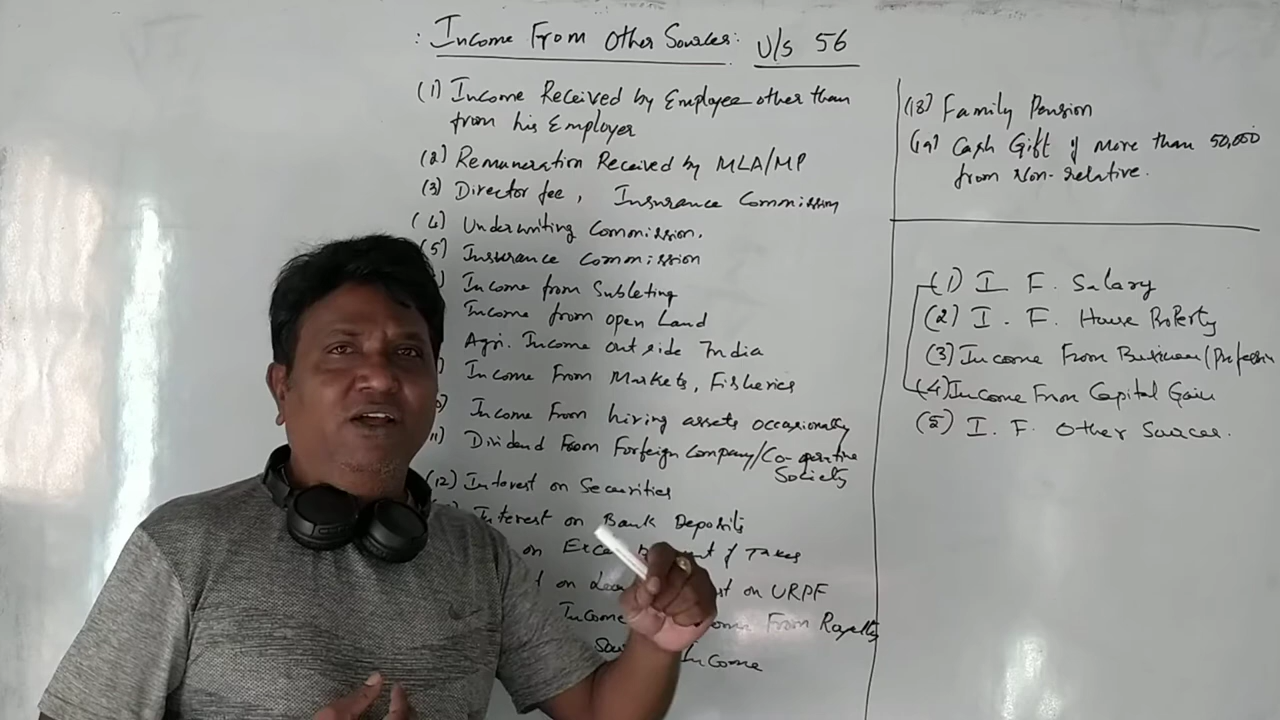 : Income From Other Sources: U/s 56
(1) Income Received by Employee other than
from his Employer
(2) Remuneration Received by MLA/MP
(3) Director fee, Insurance Commission
(4) Underwriting Commission.
(5) Insurance Commission
) Income from Subleting
Income from open Land
Agri. Income out side India
) Income From Markets, Fisheries
) Income From hiring assets occasionally
11) Dividend From Forfeign Company/Co-operative
Society
(12) Interest on Securities
Interest on Bank Deposits
on of Taxes
on on URPF
Income From Royalty
Income
(18) Family Pension
(19) Cash Gift of more than 50,000
from Non-relative.
(1) I F. Salary
(2) I. F. House Property
(3) Income From Business (Profession
(4) Income From Capital Gain
(5) I. F. Other Sources.